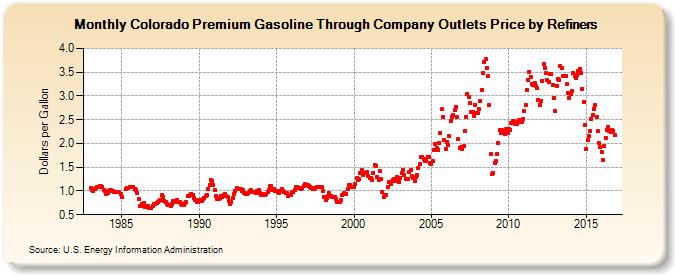 Monthly Colorado Premium Gasoline Through Company Outlets Price by Refiners
Dollars per Gallon
4.0
3.5
3.0
2.5
2.0
1.5
1.0
0.5
1985 1990 1995 2000 2005 2010 2015
Source: U.S. Energy Information Administration